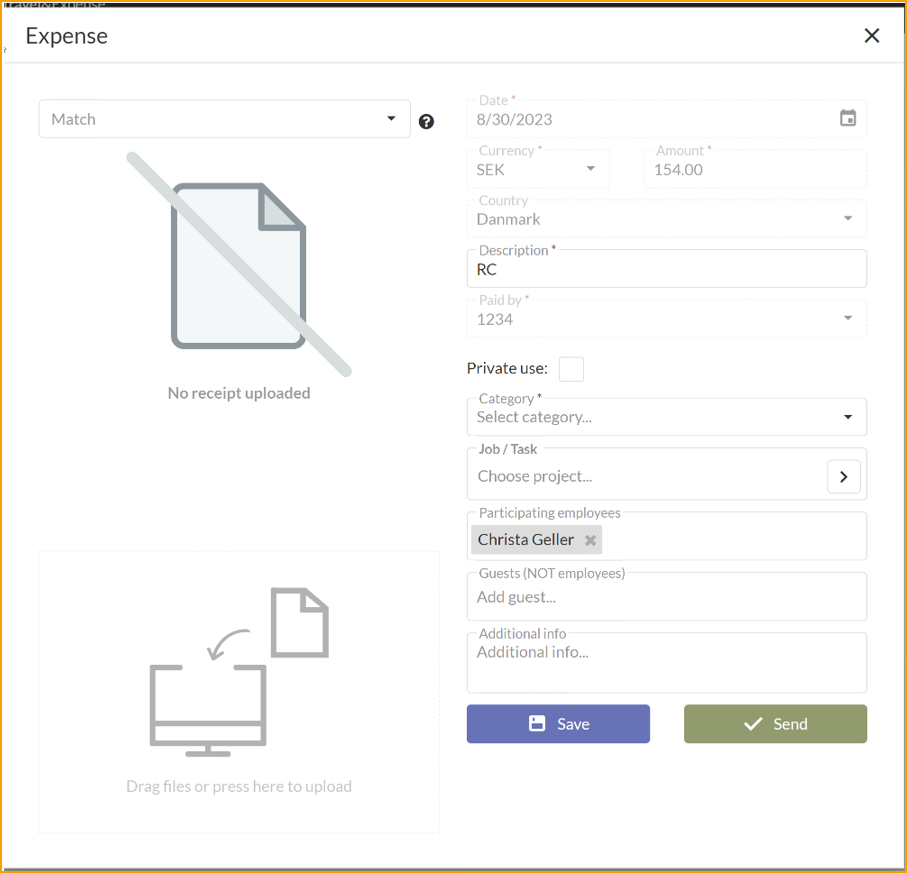 Travel&Expense
Expense
Match
No receipt uploaded
Drag files or press here to upload
Date *
8/30/2023
Currency *
SEK
Amount *
154.00
Country
Danmark
Description *
RC
Paid by *
1234
Private use:
Category *
Select category...
Job / Task
Choose project...
Participating employees
Christa Geller
Guests (NOT employees)
Add guest...
Additional info
Additional info...
Save
Send